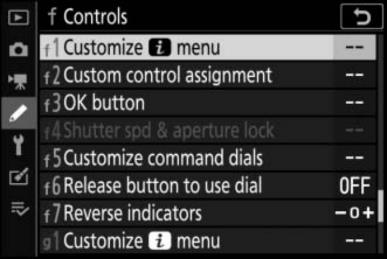 f Controls
f1 Customize i menu --
f2 Custom control assignment --
f3 OK button --
f4 Shutter spd & aperture lock --
f5 Customize command dials --
f6 Release button to use dial OFF
f7 Reverse indicators -0+
g1 Customize i menu --